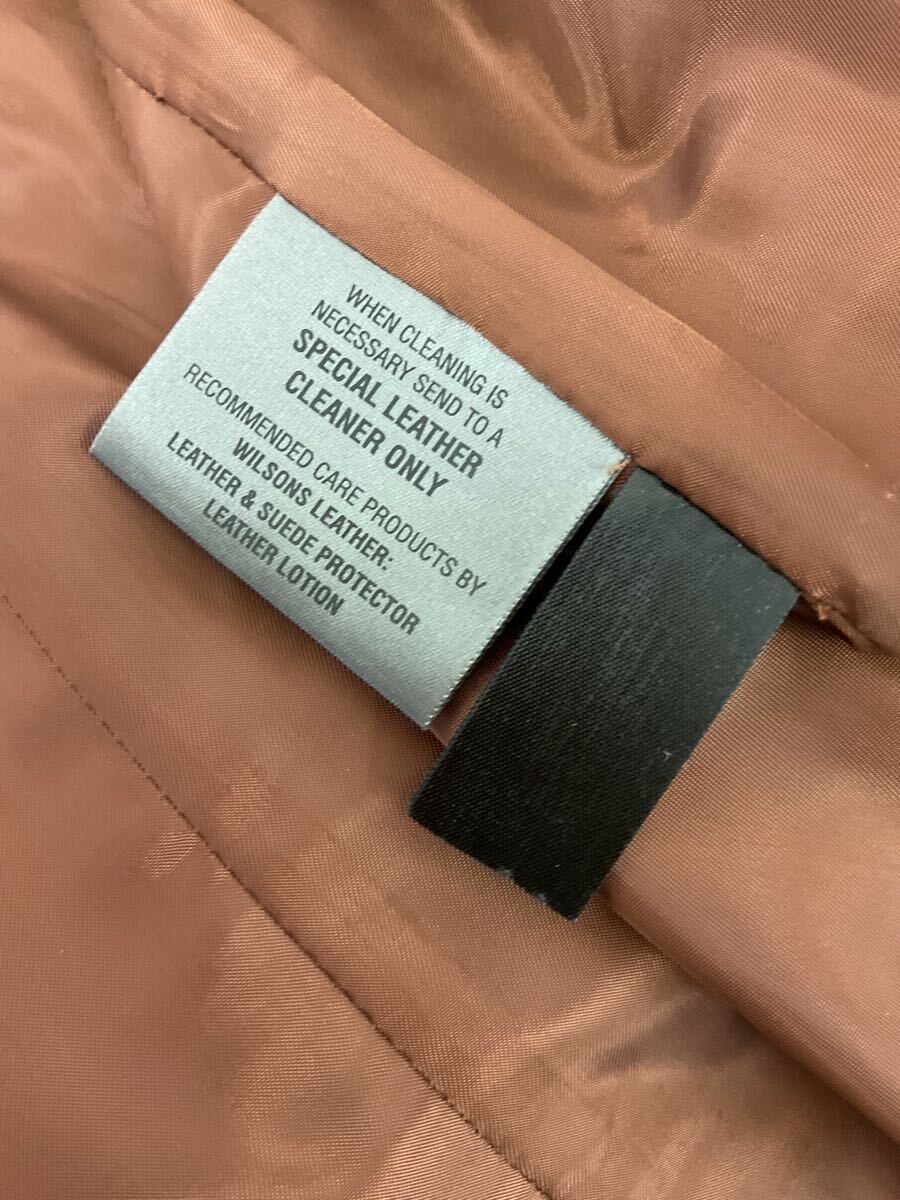 WHEN CLEANING IS
NECESSARY SEND TO A
SPECIAL LEATHER
CLEANER ONLY
RECOMMENDED CARE PRODUCTS BY
WILSONS LEATHER:
LEATHER & SUEDE PROTECTOR
LEATHER LOTION